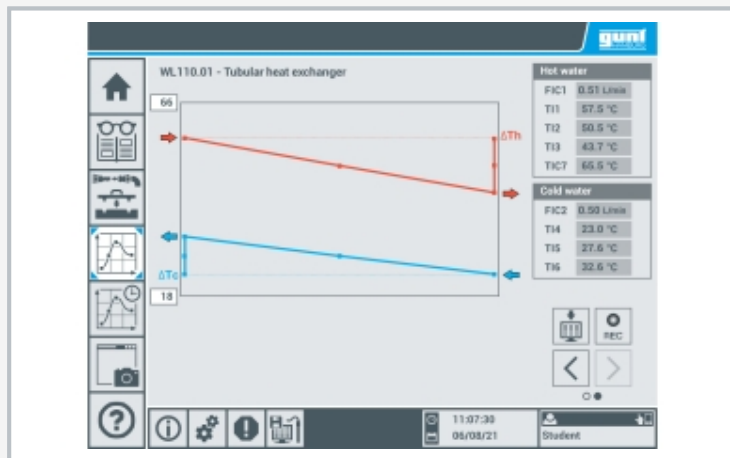 gunt
WL110.01 - Tubular heat exchanger
66
ΔTh
ΔTc
18
Hot water
FIC1 0.51 L/min
TI1 57.5 °C
TI2 50.5 °C
TI3 43.7 °C
TIC7 65.5 °C
Cold water
FIC2 0.50 L/min
TI4 23.0 °C
TI5 27.6 °C
TI6 32.6 °C
REC
11:07:30
06/08/21
Student